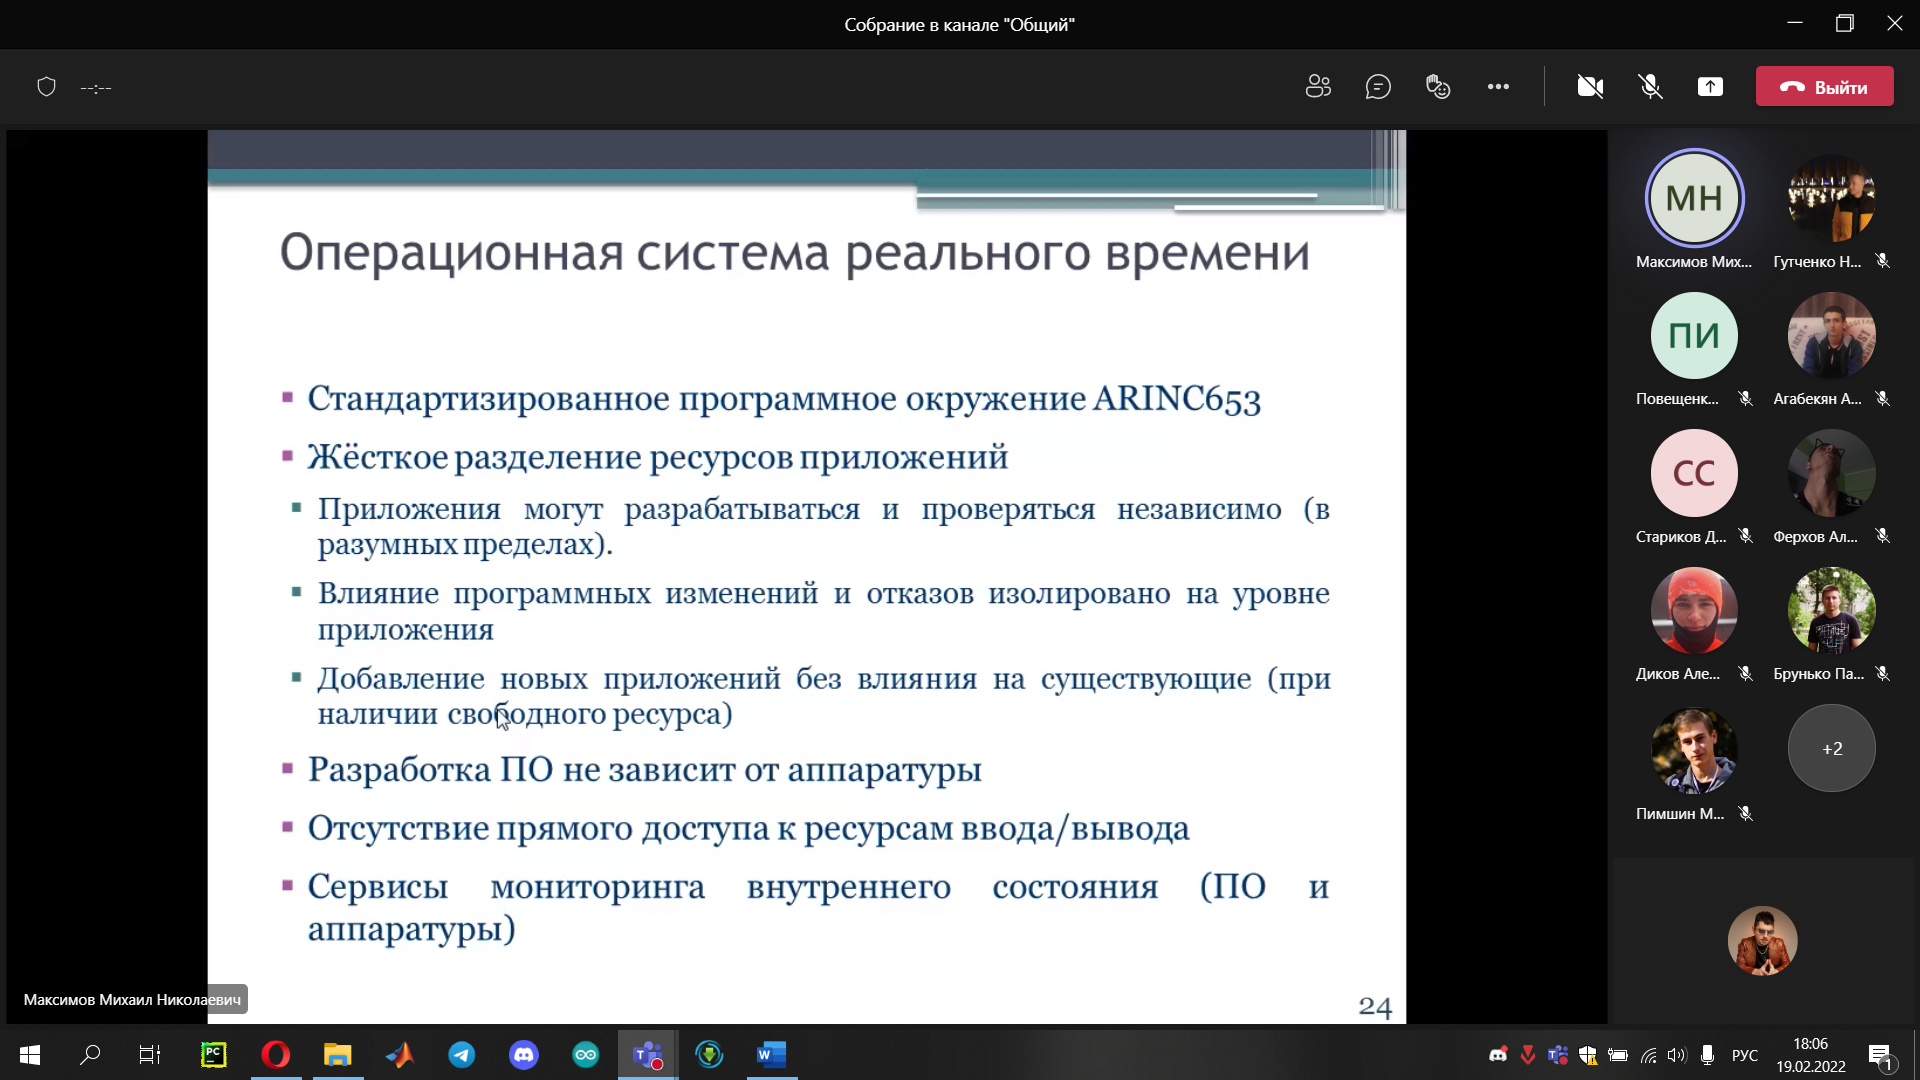 Собрание в канале "Общий"
--:--
Выйти
Операционная система реального времени
Стандартизированное программное окружение ARINC653
Жёсткое разделение ресурсов приложений
Приложения могут разрабатываться и проверяться независимо (в
разумных пределах).
Влияние программных изменений и отказов изолировано на уровне
приложения
Добавление новых приложений без влияния на существующие (при
наличии свободного ресурса)
Разработка ПО не зависит от аппаратуры
Отсутствие прямого доступа к ресурсам ввода/вывода
Сервисы мониторинга внутреннего состояния (ПО и
аппаратуры)
24
Максимов Михаил Николаевич
МН
Максимов Мих...
Гутченко Н...
ПИ
Повещенк...
Агабекян А...
СС
Стариков Д...
Ферхов Ал...
Диков Але...
Брунько Па...
Пимшин М...
+2
PC
T
W
РУС
18:06
19.02.2022
1